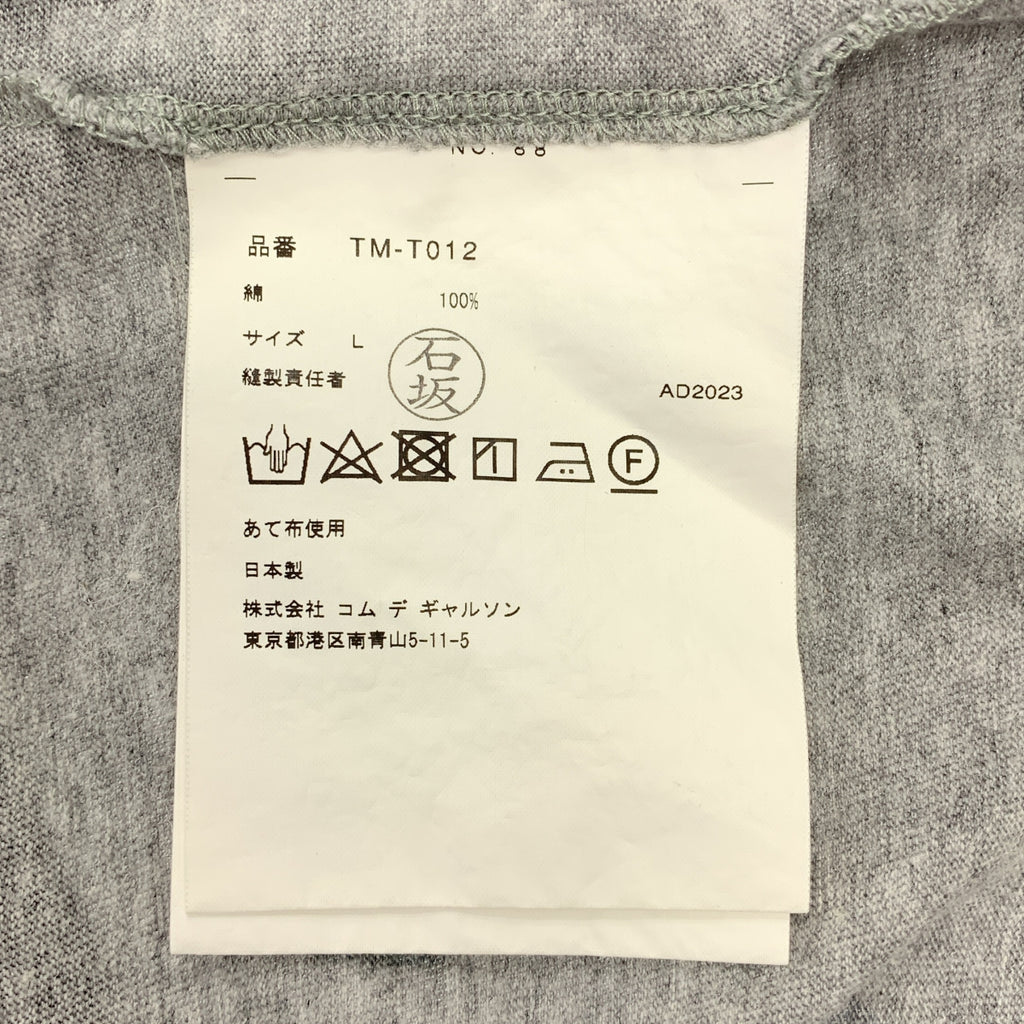 NO. 88
品番 TM-T012
綿 100%
サイズ L
石坂
縫製責任者
AD2023
F
あて布使用
日本製
株式会社 コム デ ギャルソン
東京都港区南青山5-11-5